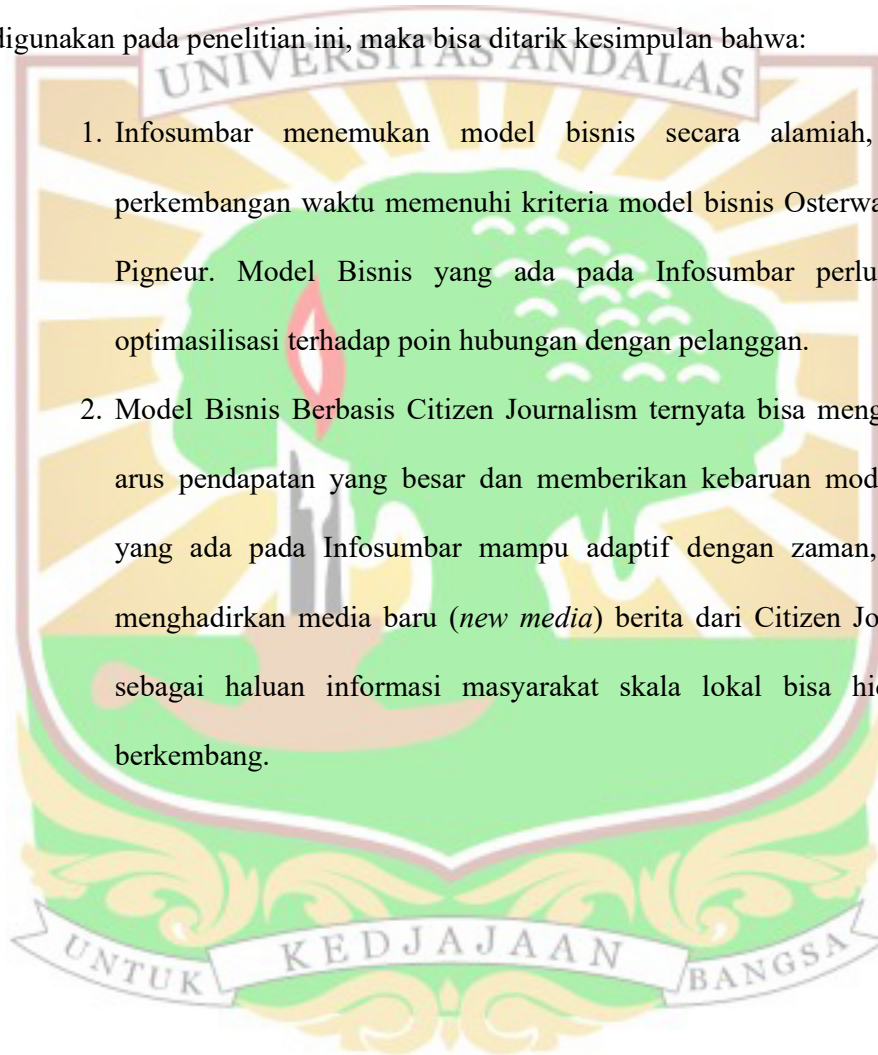 digunakan pada penelitian ini, maka bisa ditarik kesimpulan bahwa:
UNIVERSITAS ANDALAS
1. Infosumbar menemukan model bisnis secara alamiah,
perkembangan waktu memenuhi kriteria model bisnis
Pigneur. Model Bisnis yang ada pada Infosumbar
optimasilisasi terhadap poin hubungan dengan pelanggan.
2. Model Bisnis Berbasis Citizen Journalism ternyata bisa
arus pendapatan yang besar dan memberikan kebaruan
yang ada pada Infosumbar mampu adaptif dengan zaman,
menghadirkan media baru (new media) berita dari Citizen
sebagai haluan informasi masyarakat skala lokal bisa
berkembang.
UNTUK KEDJAJAAN BANGSA